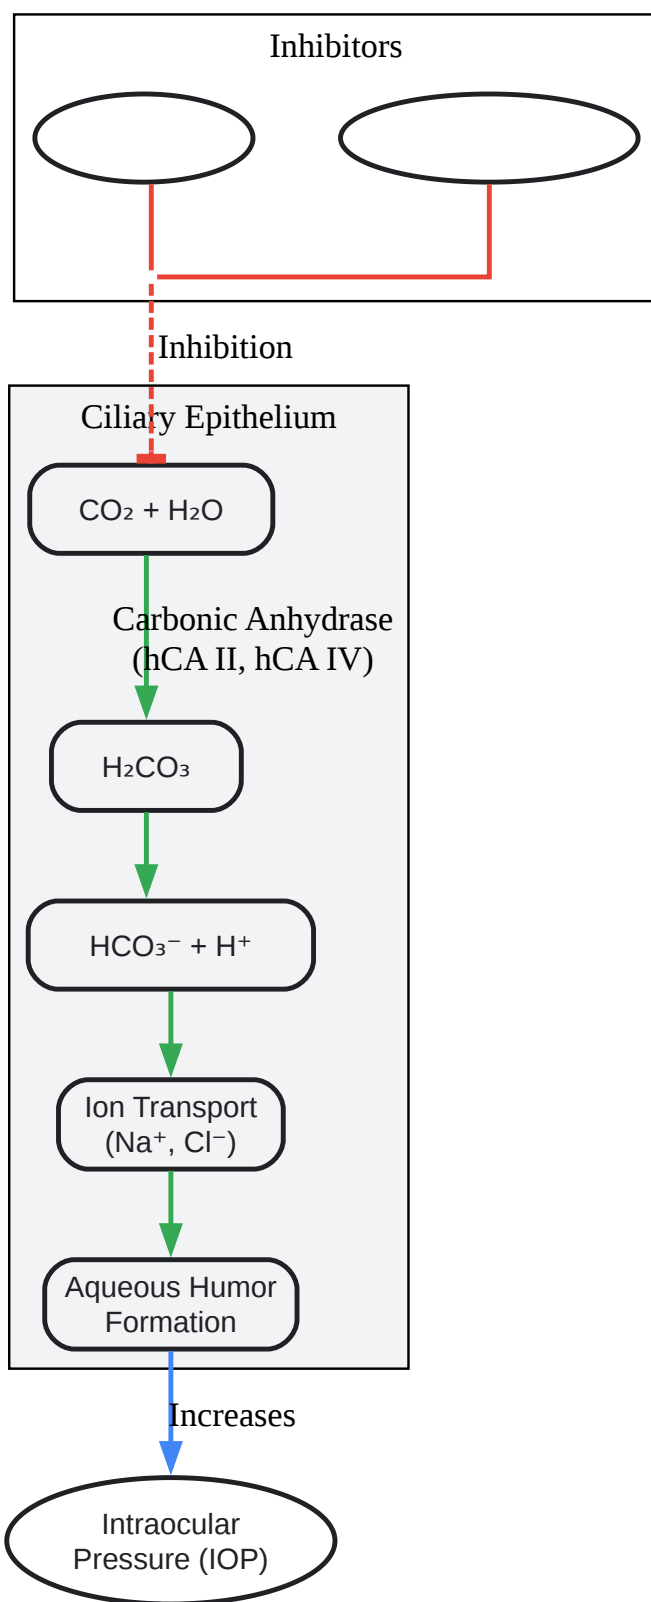 Inhibitors
Inhibition
Ciliary Epithelium
CO₂ + H₂O
Carbonic Anhydrase
(hCA II, hCA IV)
H₂CO₃
HCO₃⁻ + H⁺
Ion Transport
(Na⁺, Cl⁻)
Aqueous Humor
Formation
Increases
Intraocular
Pressure (IOP)